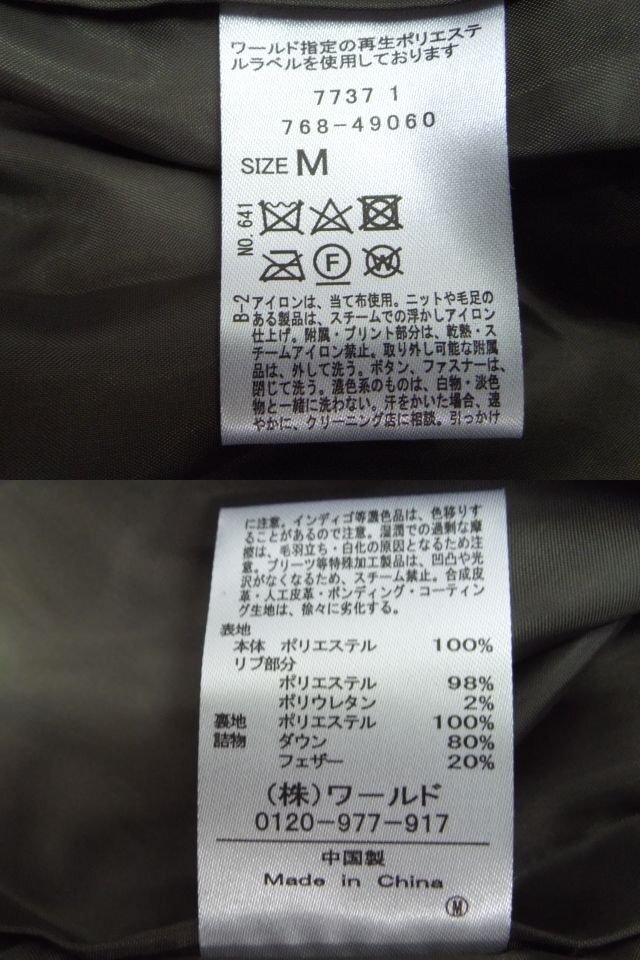 ワールド指定の再生ポリエステ
ルラベルを使用しております
7737 1
768-49060
SIZE M
NO. 641
F
W
B-2
アイロンは、当て布使用。ニットや毛足の
ある製品は、スチームでの浮かしアイロン
仕上げ。附属・プリント部分は、乾熱・ス
チームアイロン禁止。取り外し可能な附属
品は、外して洗う。ボタン、ファスナーは、
閉じて洗う。濃色系のものは、白物・淡色
物と一緒に洗わない。汗をかいた場合、速
やかに、クリーニング店に相談。引っかけ
に注意。インディゴ等濃色品は、色移りす
ることがあるので注意。湿潤での過剰な摩
擦は、毛羽立ち・白化の原因となるため注
意。プリーツ等特殊加工製品は、凹凸や光
沢がなくなるため、スチーム禁止。合成皮
革・人工皮革・ボンディング・コーティン
グ生地は、徐々に劣化する。
表地
本体 ポリエステル 100%
リブ部分
ポリエステル 98%
ポリウレタン 2%
裏地 ポリエステル 100%
詰物 ダウン 80%
フェザー 20%
(株)ワールド
0120-977-917
中国製
Made in China
M